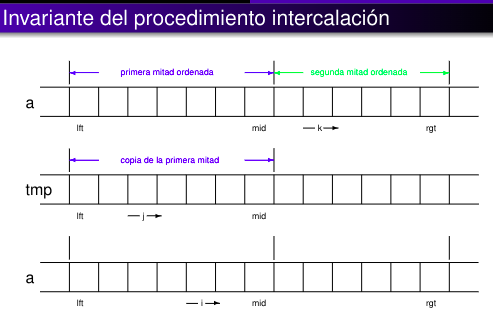 Invariante del procedimiento intercalación
primera mitad ordenada segunda mitad ordenada
a
lft mid k rgt
copia de la primera mitad
tmp
lft j mid
a
lft i mid rgt